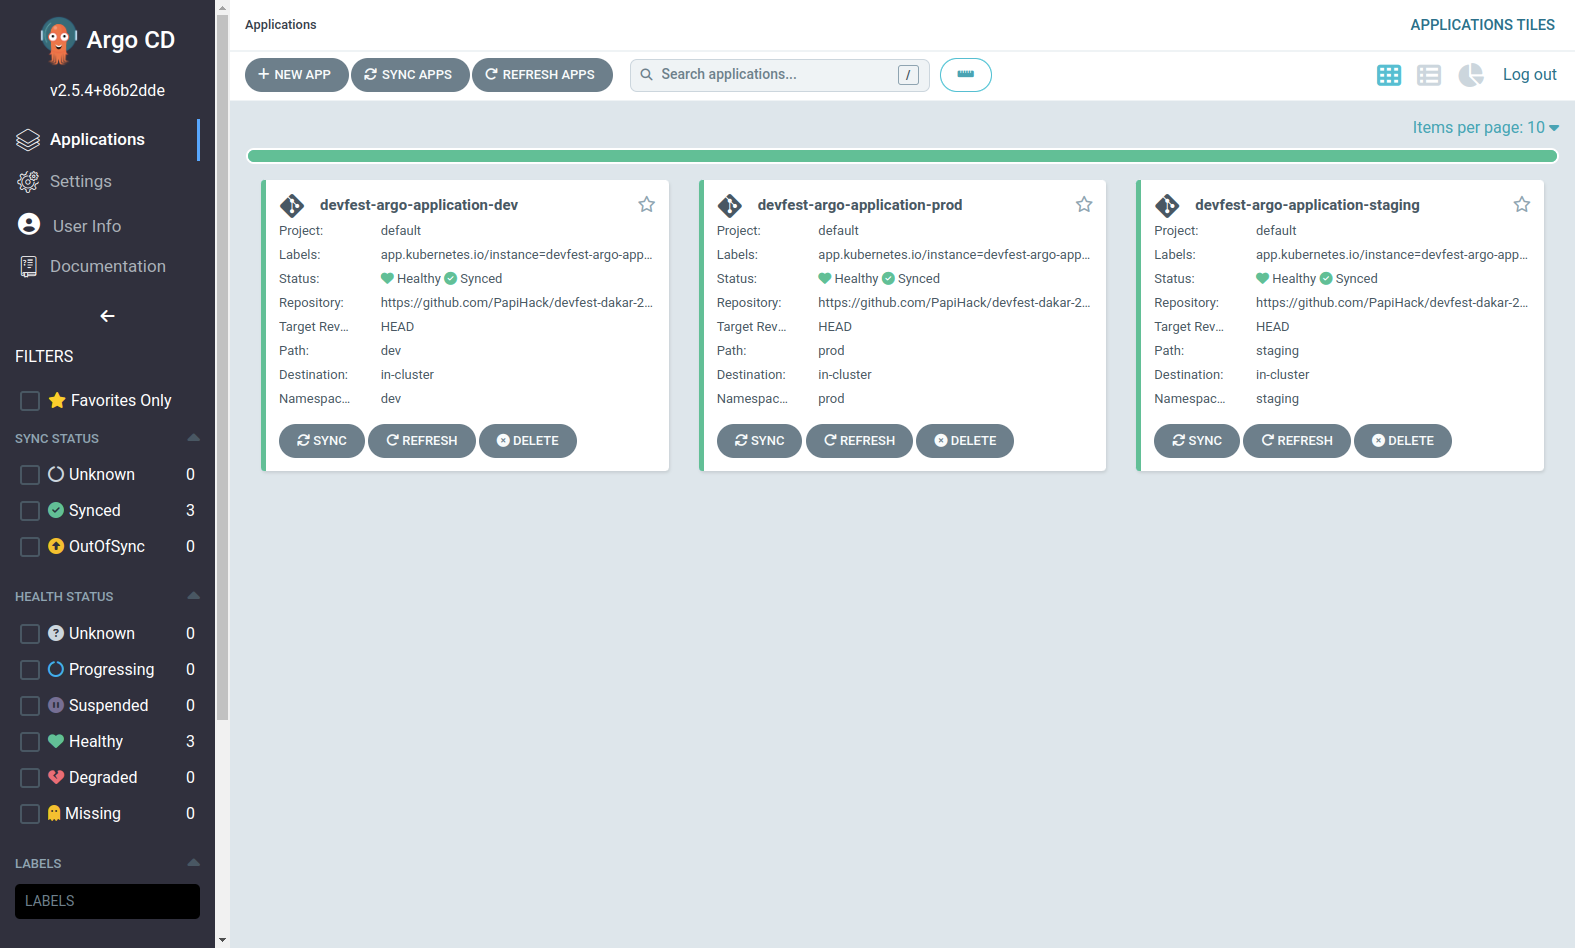 Argo CD
v2.5.4+86b2dde
Applications
Settings
User Info
Documentation
FILTERS
Favorites Only
SYNC STATUS
Unknown 0
Synced 3
OutOfSync 0
HEALTH STATUS
Unknown 0
Progressing 0
Suspended 0
Healthy 3
Degraded 0
Missing 0
LABELS
LABELS
Applications
APPLICATIONS TILES
NEW APP SYNC APPS REFRESH APPS Search applications... / Log out
Items per page: 10
devfest-argo-application-dev
Project: default
Labels: app.kubernetes.io/instance=devfest-argo-app...
Status: Healthy Synced
Repository: https://github.com/PapiHack/devfest-dakar-2...
Target Rev... HEAD
Path: dev
Destination: in-cluster
Namespac... dev
SYNC REFRESH DELETE
devfest-argo-application-prod
Project: default
Labels: app.kubernetes.io/instance=devfest-argo-app...
Status: Healthy Synced
Repository: https://github.com/PapiHack/devfest-dakar-2...
Target Rev... HEAD
Path: prod
Destination: in-cluster
Namespac... prod
SYNC REFRESH DELETE
devfest-argo-application-staging
Project: default
Labels: app.kubernetes.io/instance=devfest-argo-app...
Status: Healthy Synced
Repository: https://github.com/PapiHack/devfest-dakar-2...
Target Rev... HEAD
Path: staging
Destination: in-cluster
Namespac... staging
SYNC REFRESH DELETE